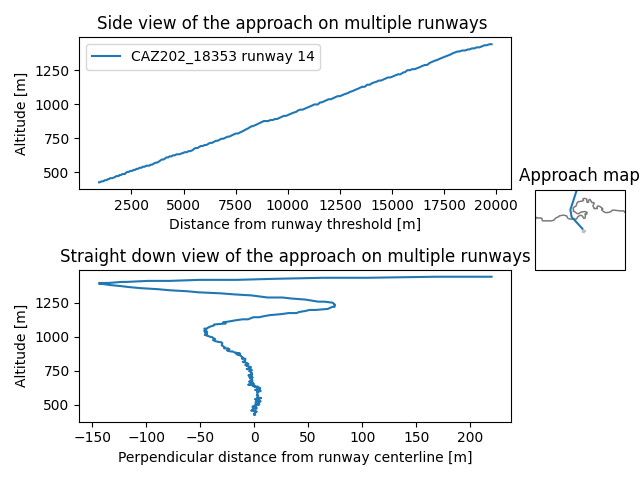 Side view of the approach on multiple runways
CAZ202_18353 runway 14
Altitude [m]
1250
1000
750
500
2500 5000 7500 10000 12500 15000 17500 20000
Distance from runway threshold [m]
Approach map
Straight down view of the approach on multiple runways
Altitude [m]
1250
1000
750
500
−150 −100 −50 0 50 100 150 200
Perpendicular distance from runway centerline [m]